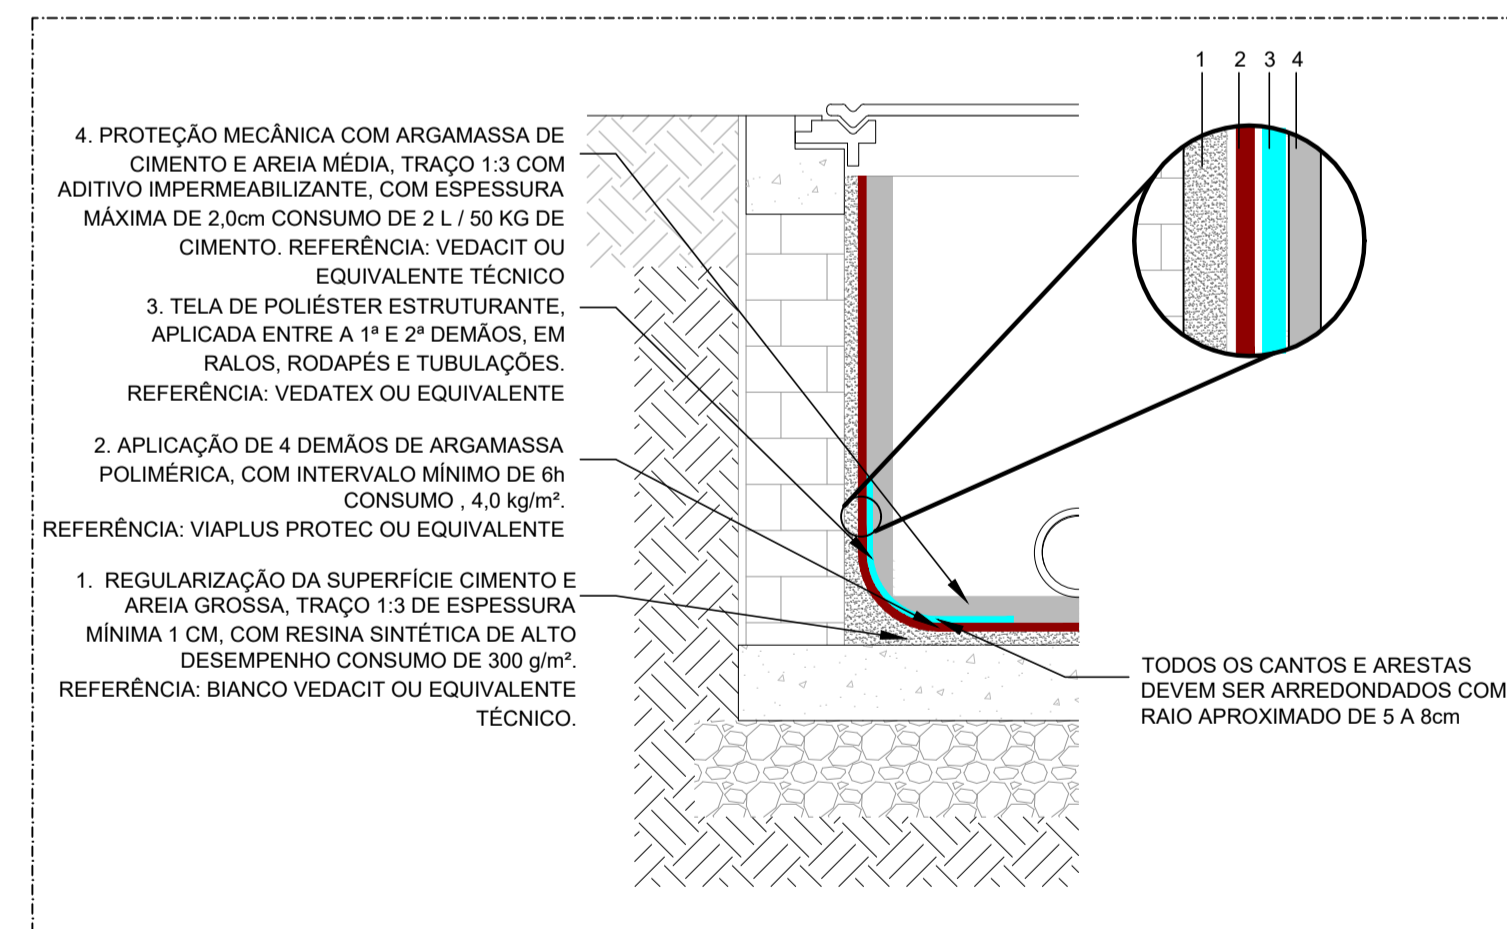 1 2 3 4
4. PROTEÇÃO MECÂNICA COM ARGAMASSA DE
CIMENTO E AREIA MÉDIA, TRAÇO 1:3 COM
ADITIVO IMPERMEABILIZANTE, COM ESPESSURA
MÁXIMA DE 2,0cm CONSUMO DE 2 L / 50 KG DE
CIMENTO. REFERÊNCIA: VEDACIT OU
EQUIVALENTE TÉCNICO
3. TELA DE POLIÉSTER ESTRUTURANTE,
APLICADA ENTRE A 1ª E 2ª DEMÃOS, EM
RALOS, RODAPÉS E TUBULAÇÕES.
REFERÊNCIA: VEDATEX OU EQUIVALENTE
2. APLICAÇÃO DE 4 DEMÃOS DE ARGAMASSA
POLIMÉRICA, COM INTERVALO MÍNIMO DE 6h
CONSUMO , 4,0 kg/m².
REFERÊNCIA: VIAPLUS PROTEC OU EQUIVALENTE
1. REGULARIZAÇÃO DA SUPERFÍCIE CIMENTO E
AREIA GROSSA, TRAÇO 1:3 DE ESPESSURA
MÍNIMA 1 CM, COM RESINA SINTÉTICA DE ALTO
DESEMPENHO CONSUMO DE 300 g/m².
REFERÊNCIA: BIANCO VEDACIT OU EQUIVALENTE
TÉCNICO.
TODOS OS CANTOS E ARESTAS
DEVEM SER ARREDONDADOS COM
RAIO APROXIMADO DE 5 A 8cm